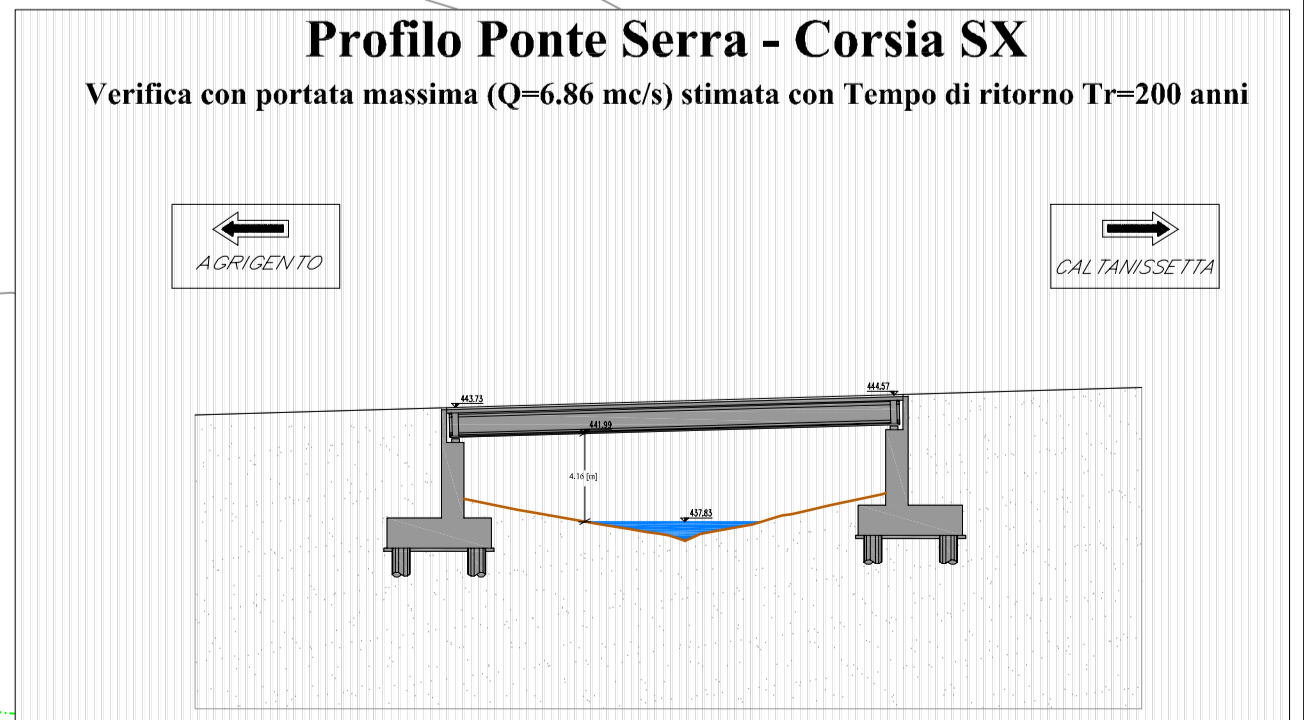 Profilo Ponte Serra - Corsia SX
Verifica con portata massima (Q=6.86 mc/s) stimata con Tempo di ritorno Tr=200 anni
AGRIGENTO
CALTANISSETTA
443.73
444.57
441.99
4.16 [m]
437.83